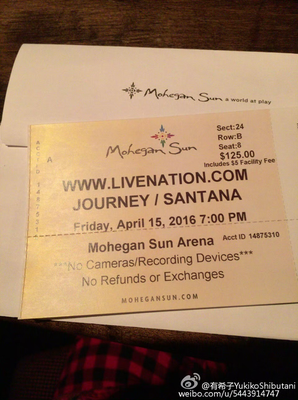 Mohegan Sun a world at play
Sect:24
Row:B
A
Seat:8
Mohegan Sun
$125.00
Includes $5 Facility Fee
WWW.LIVENATION.COM
JOURNEY / SANTANA
Friday, April 15, 2016 7:00 PM
Mohegan Sun Arena
Acct ID 14875310
***No Cameras/Recording Devices***
No Refunds or Exchanges
MOHEGANSUN.COM
@有希子YukikoShibutani
weibo.com/u/5443914747